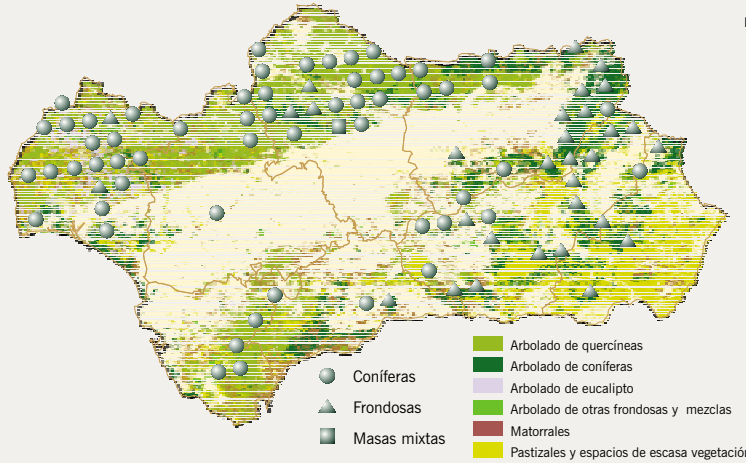 Coníferas
Frondosas
Masas mixtas
Arbolado de quercíneas
Arbolado de coníferas
Arbolado de eucalipto
Arbolado de otras frondosas y mezclas
Matorrales
Pastizales y espacios de escasa vegetación